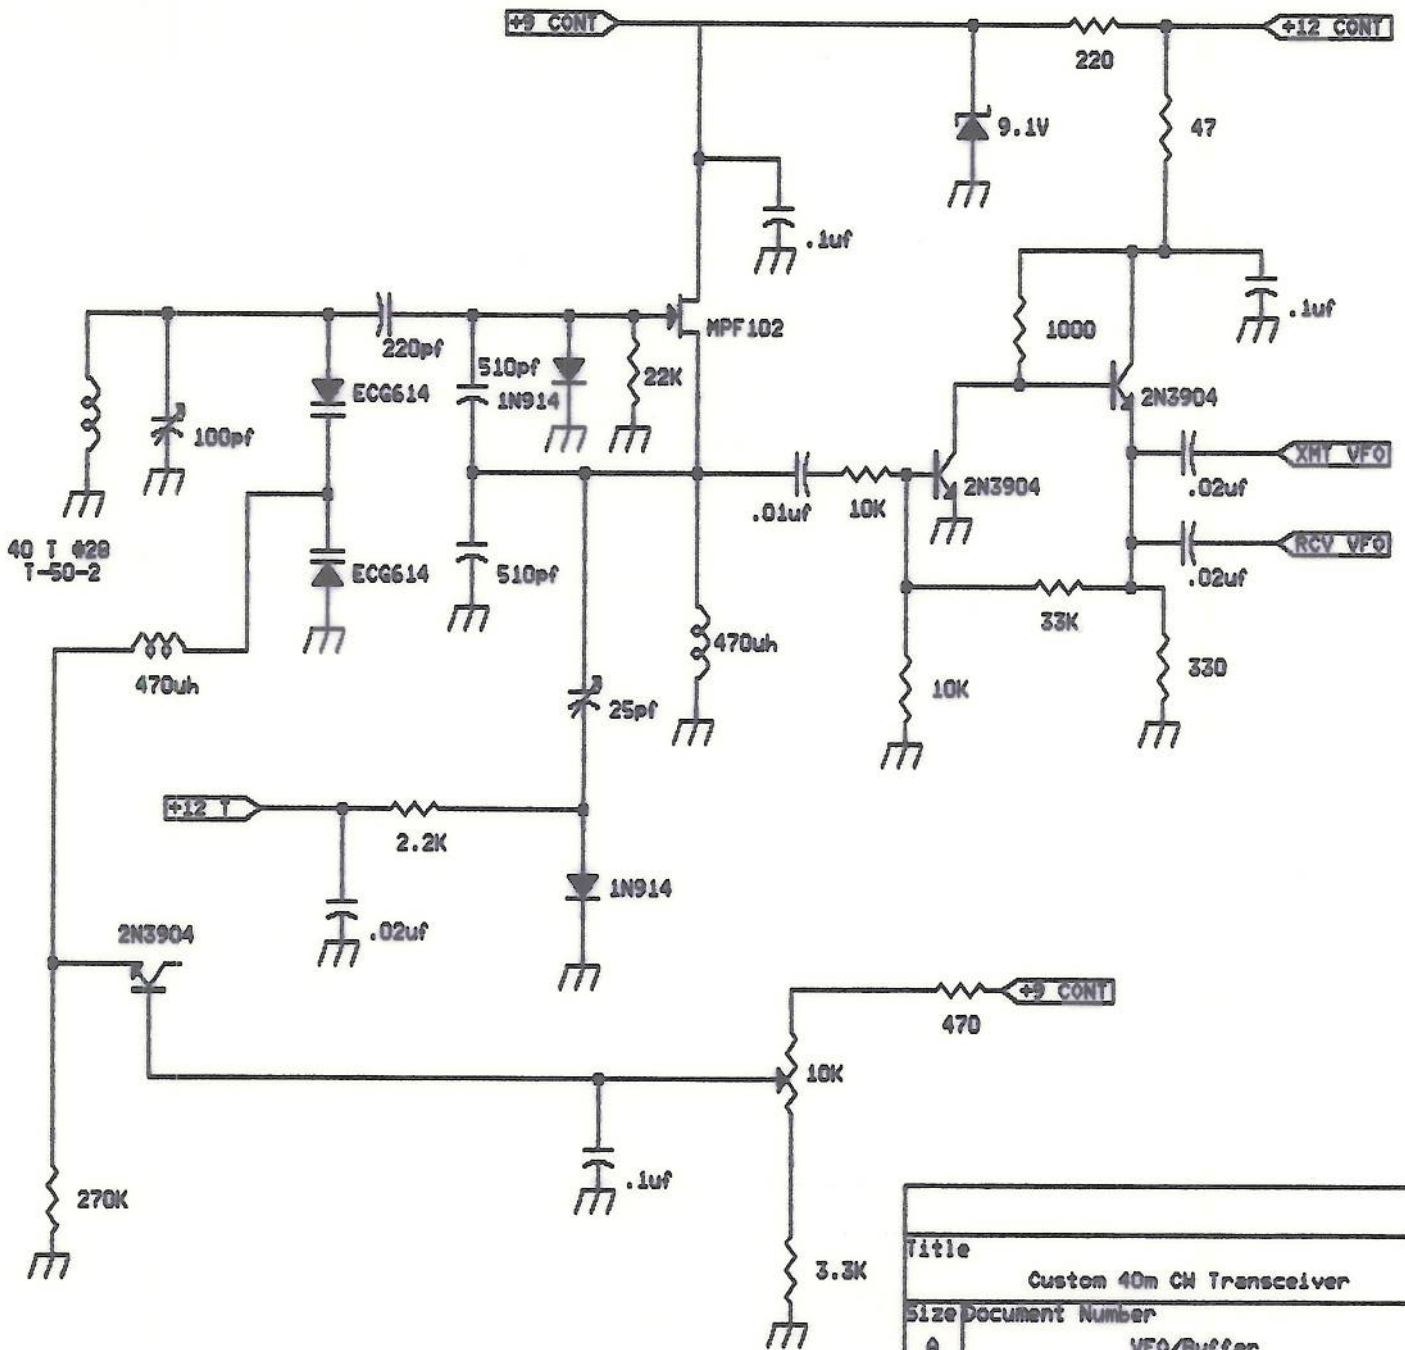 +9 CONT
+12 CONT
220
9.1V
47
.1uf
.1uf
MPF102
1000
220pf
510pf
1N914
22K
ECG614
2N3904
100pf
XMT VFO
.02uf
2N3904
.01uf
10K
RCV VFO
.02uf
40 T #28
T-50-2
ECG614
510pf
33K
470uh
330
470uh
10K
25pf
+12 T
2.2K
1N914
.02uf
2N3904
+9 CONT
470
10K
.1uf
270K
3.3K
Title
Custom 40m CW Transceiver
Size Document Number
A
VFO/Buffer